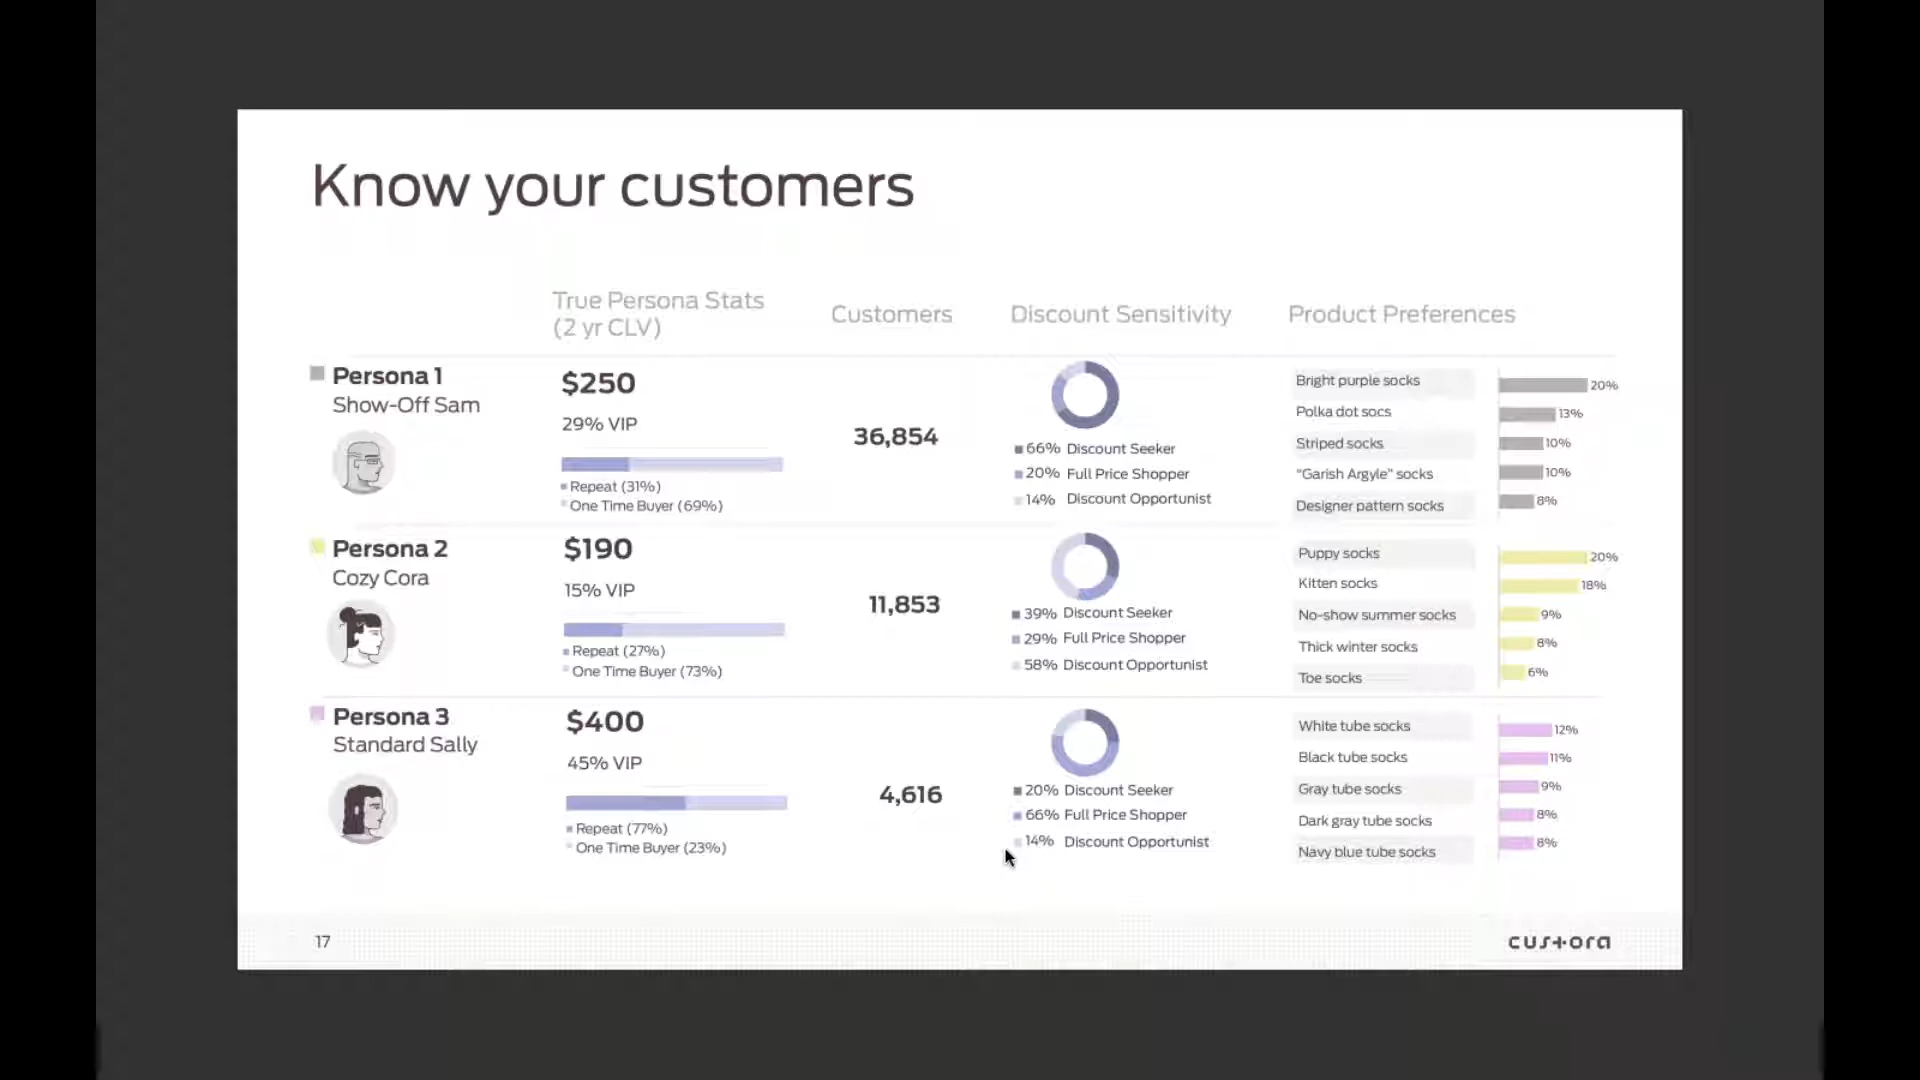 Know your customers
True Persona Stats
(2 yr CLV)
Customers
Discount Sensitivity
Product Preferences
Persona 1
Show-Off Sam
$250
29% VIP
Repeat (31%)
One Time Buyer (69%)
36,854
66% Discount Seeker
20% Full Price Shopper
14% Discount Opportunist
Bright purple socks 20%
Polka dot socs 13%
Striped socks 10%
“Garish Argyle” socks 10%
Designer pattern socks 8%
Persona 2
Cozy Cora
$190
15% VIP
Repeat (27%)
One Time Buyer (73%)
11,853
39% Discount Seeker
29% Full Price Shopper
58% Discount Opportunist
Puppy socks 20%
Kitten socks 18%
No-show summer socks 9%
Thick winter socks 8%
Toe socks 6%
Persona 3
Standard Sally
$400
45% VIP
Repeat (77%)
One Time Buyer (23%)
4,616
20% Discount Seeker
66% Full Price Shopper
14% Discount Opportunist
White tube socks 12%
Black tube socks 11%
Gray tube socks 9%
Dark gray tube socks 8%
Navy blue tube socks 8%
17
custora